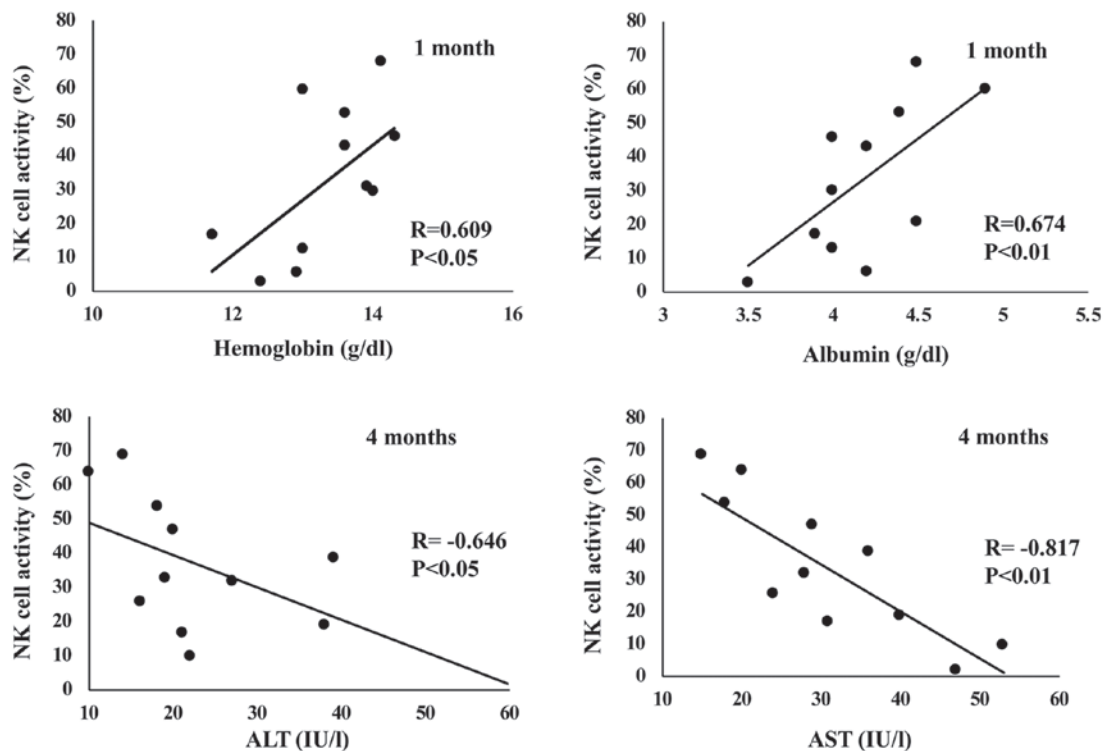 80
70
60
50
40
30
20
10
0
NK cell activity (%)
1 month
R=0.609
P<0.05
10 12 14 16
Hemoglobin (g/dl)
80
70
60
50
40
30
20
10
0
NK cell activity (%)
1 month
R=0.674
P<0.01
3 3.5 4 4.5 5 5.5
Albumin (g/dl)
80
70
60
50
40
30
20
10
0
NK cell activity (%)
4 months
R= -0.646
P<0.05
10 20 30 40 50 60
ALT (IU/l)
80
70
60
50
40
30
20
10
0
NK cell activity (%)
4 months
R= -0.817
P<0.01
10 20 30 40 50 60
AST (IU/l)